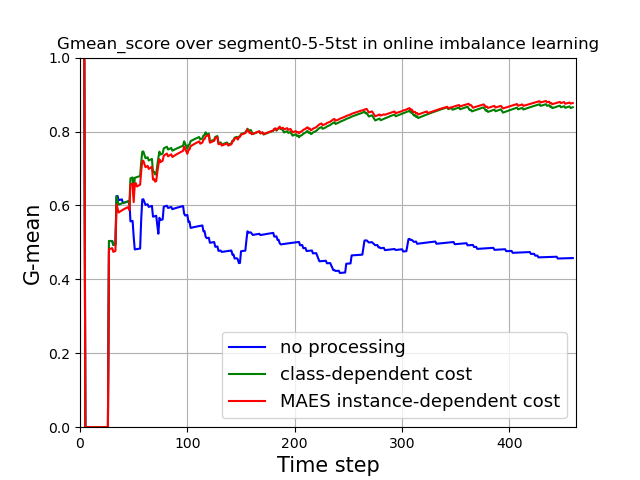 Gmean_score over segment0-5-5tst in online imbalance learning
1.0
0.8
0.6
0.4
0.2
0.0
G-mean
no processing
class-dependent cost
MAES instance-dependent cost
0 100 200 300 400
Time step